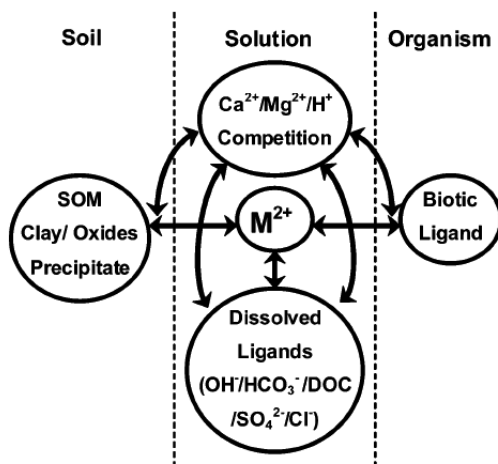 Soil
Solution
Organism
Ca²⁺/Mg²⁺/H⁺
Competition
SOM
Clay/ Oxides
Precipitate
M²⁺
Biotic
Ligand
Dissolved
Ligands
(OH⁻/HCO₃⁻/DOC
/SO₄²⁻/Cl⁻)